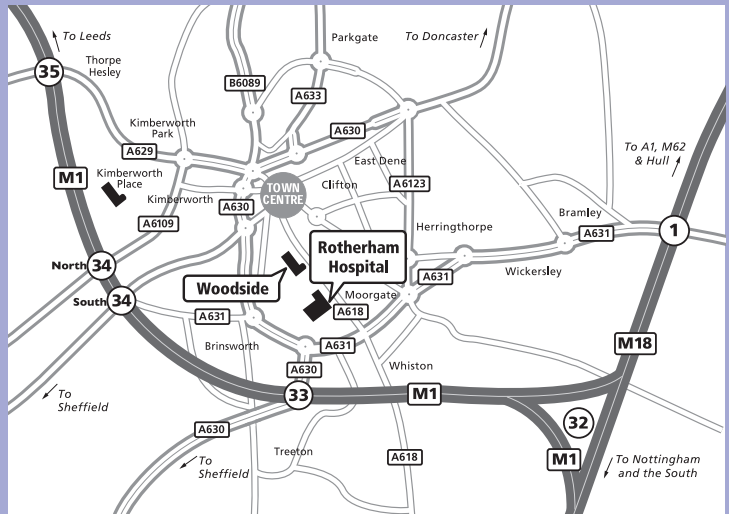 To Leeds
Parkgate
To Doncaster
Thorpe
Hesley
35
B6089
A633
Kimberworth
Park
A630
To A1, M62
& Hull
A629
East Dene
M1
Kimberworth
Place
TOWN
CENTRE
Clifton
A6123
Kimberworth
A630
A6109
Herringthorpe
Bramley
A631
1
Rotherham
Hospital
North 34
A631
Wickersley
Woodside
South 34
Moorgate
A618
A631
M18
Brinsworth
A631
Whiston
A630
To
Sheffield
33
M1
32
A630
To
Sheffield
Treeton
A618
M1
To Nottingham
and the South